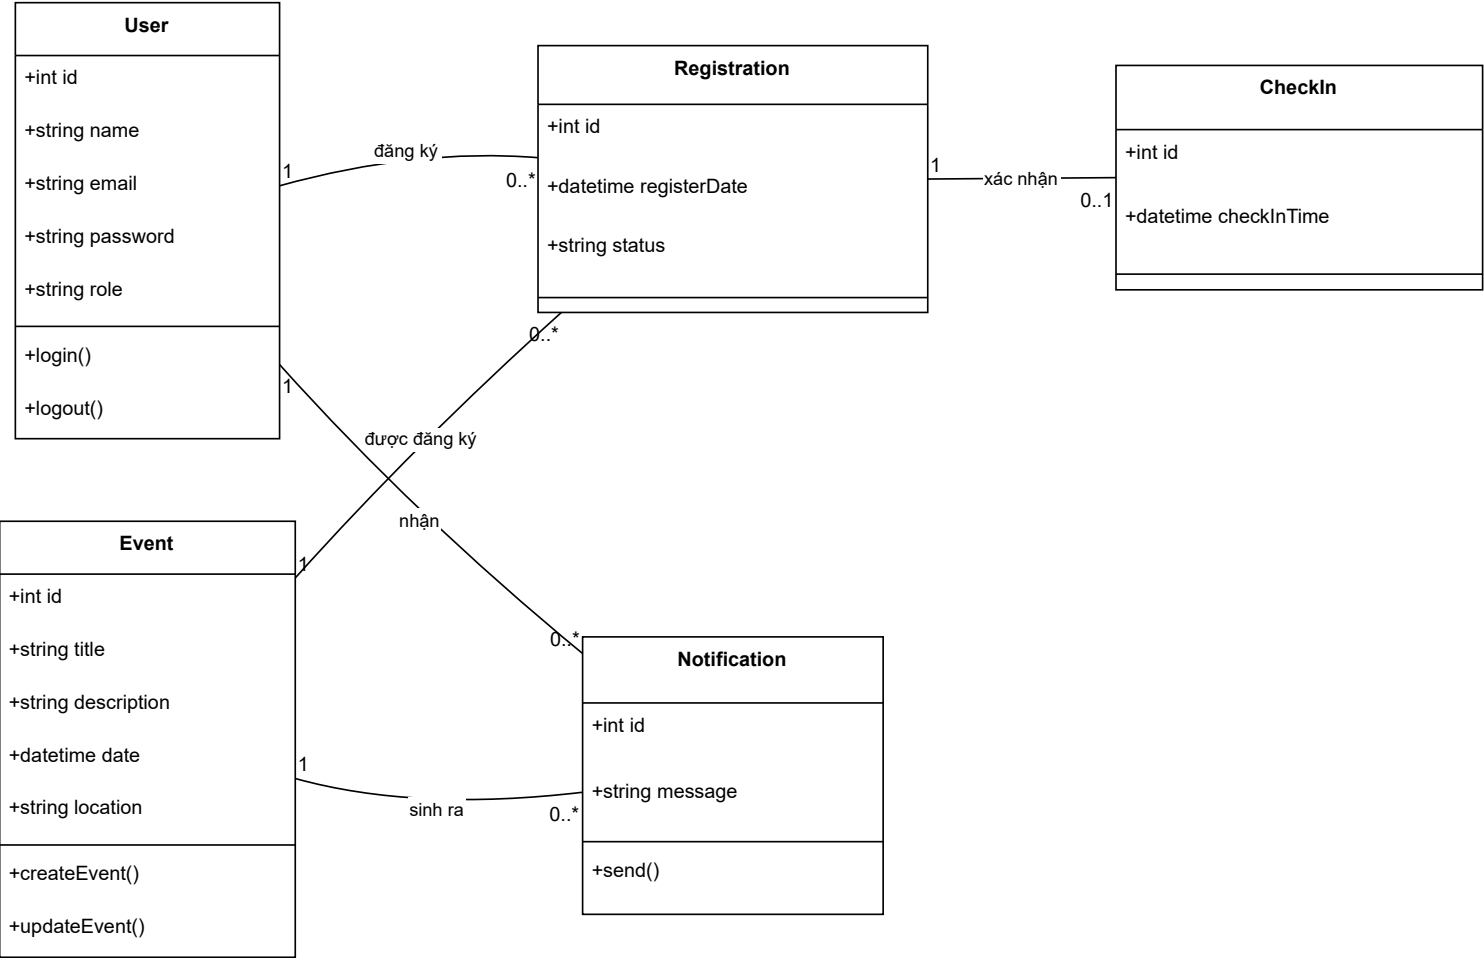 User
+int id
+string name
+string email
+string password
+string role
+login()
+logout()
1
đăng ký
0..*
Registration
+int id
+datetime registerDate
+string status
1
xác nhận
0..1
CheckIn
+int id
+datetime checkInTime
0..*
1
được đăng ký
nhận
1
0..*
Event
+int id
+string title
+string description
+datetime date
+string location
+createEvent()
+updateEvent()
1
sinh ra
0..*
Notification
+int id
+string message
+send()